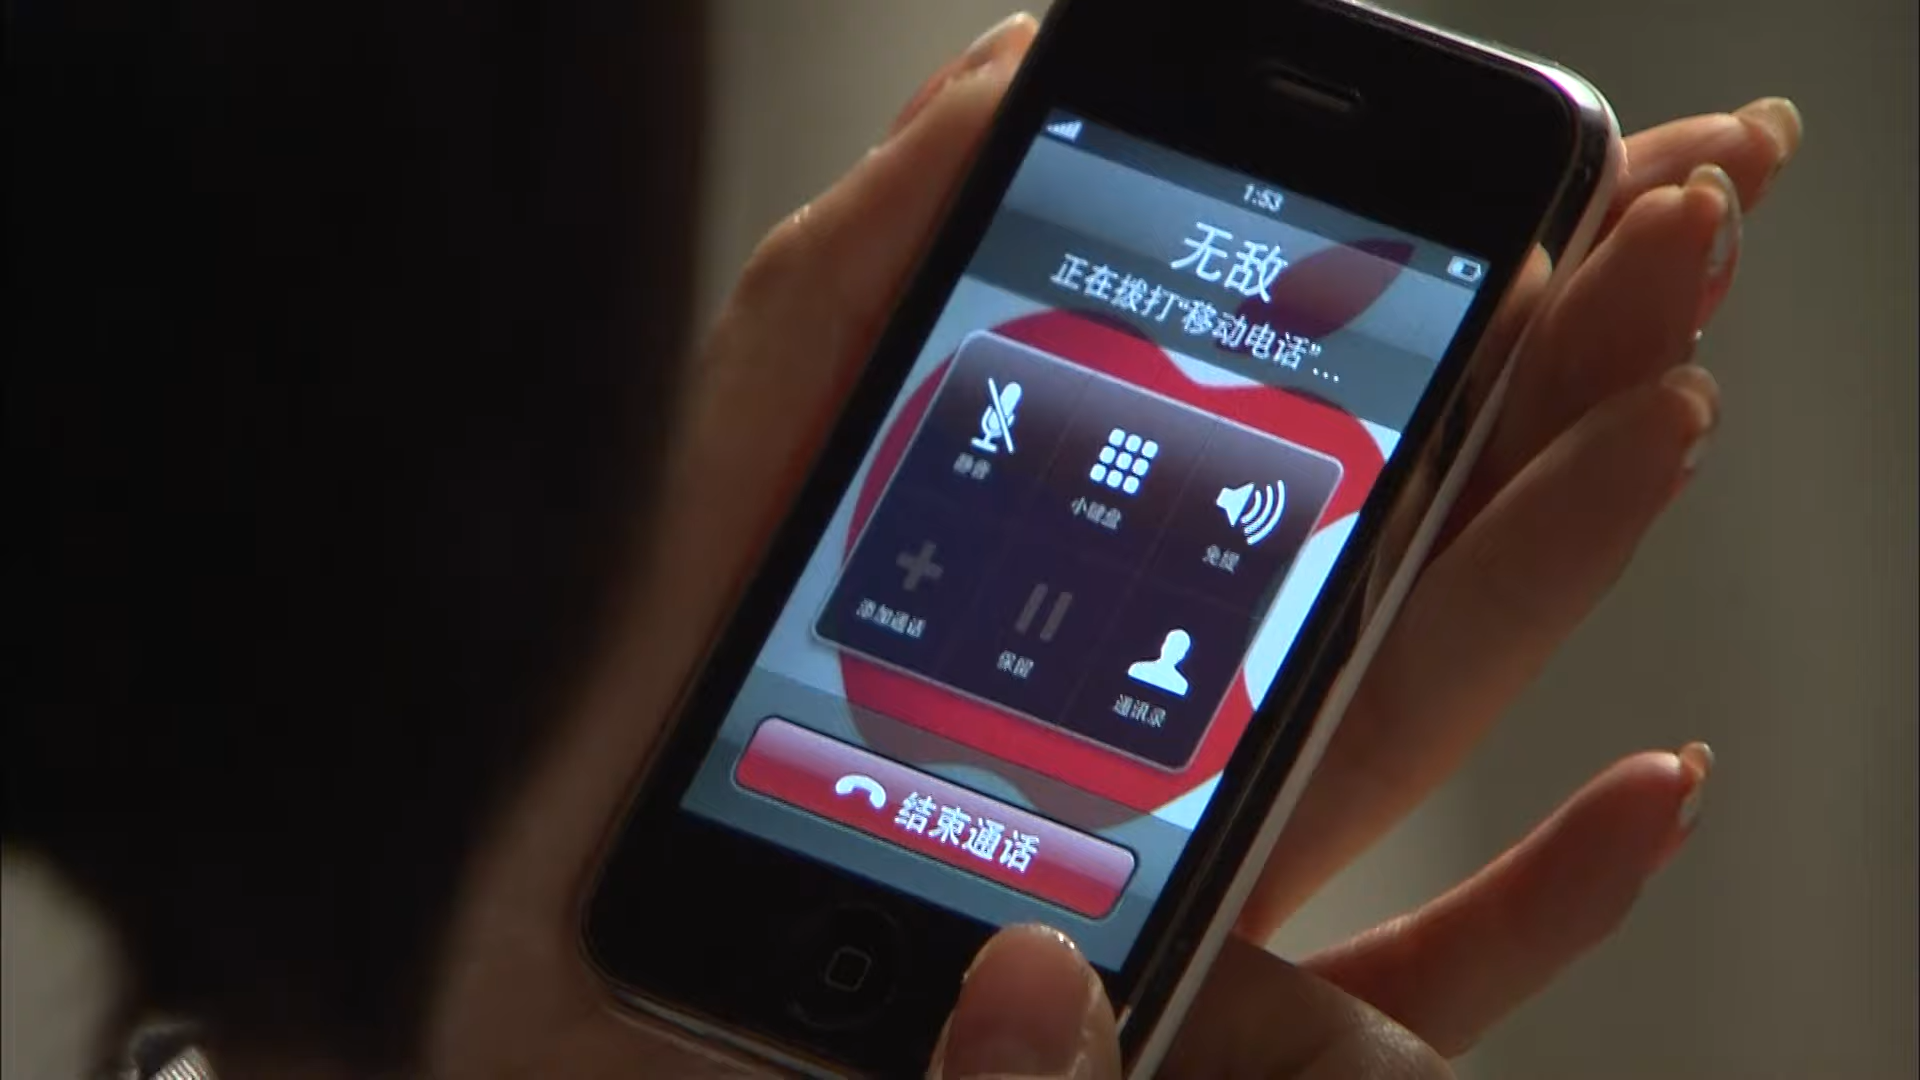 1:53
无敌
正在拨打“移动电话”...
静音
小键盘
免提
添加通话
保留
通讯录
结束通话